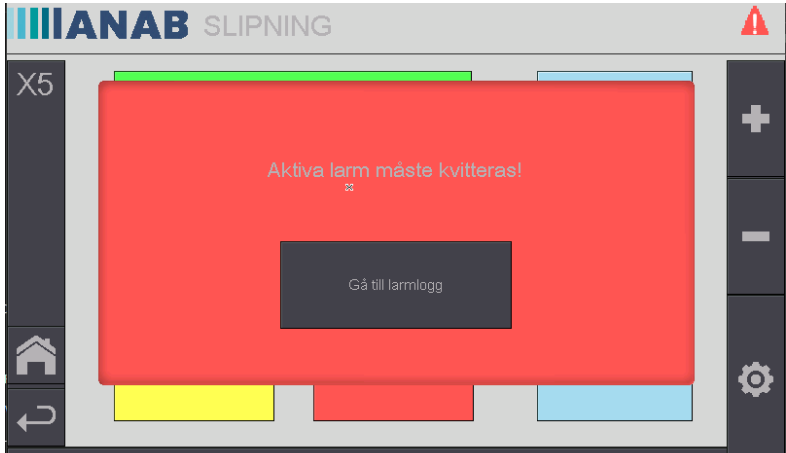 ANAB SLIPNING
X5
Aktiva larm måste kvitteras!
Gå till larmlogg